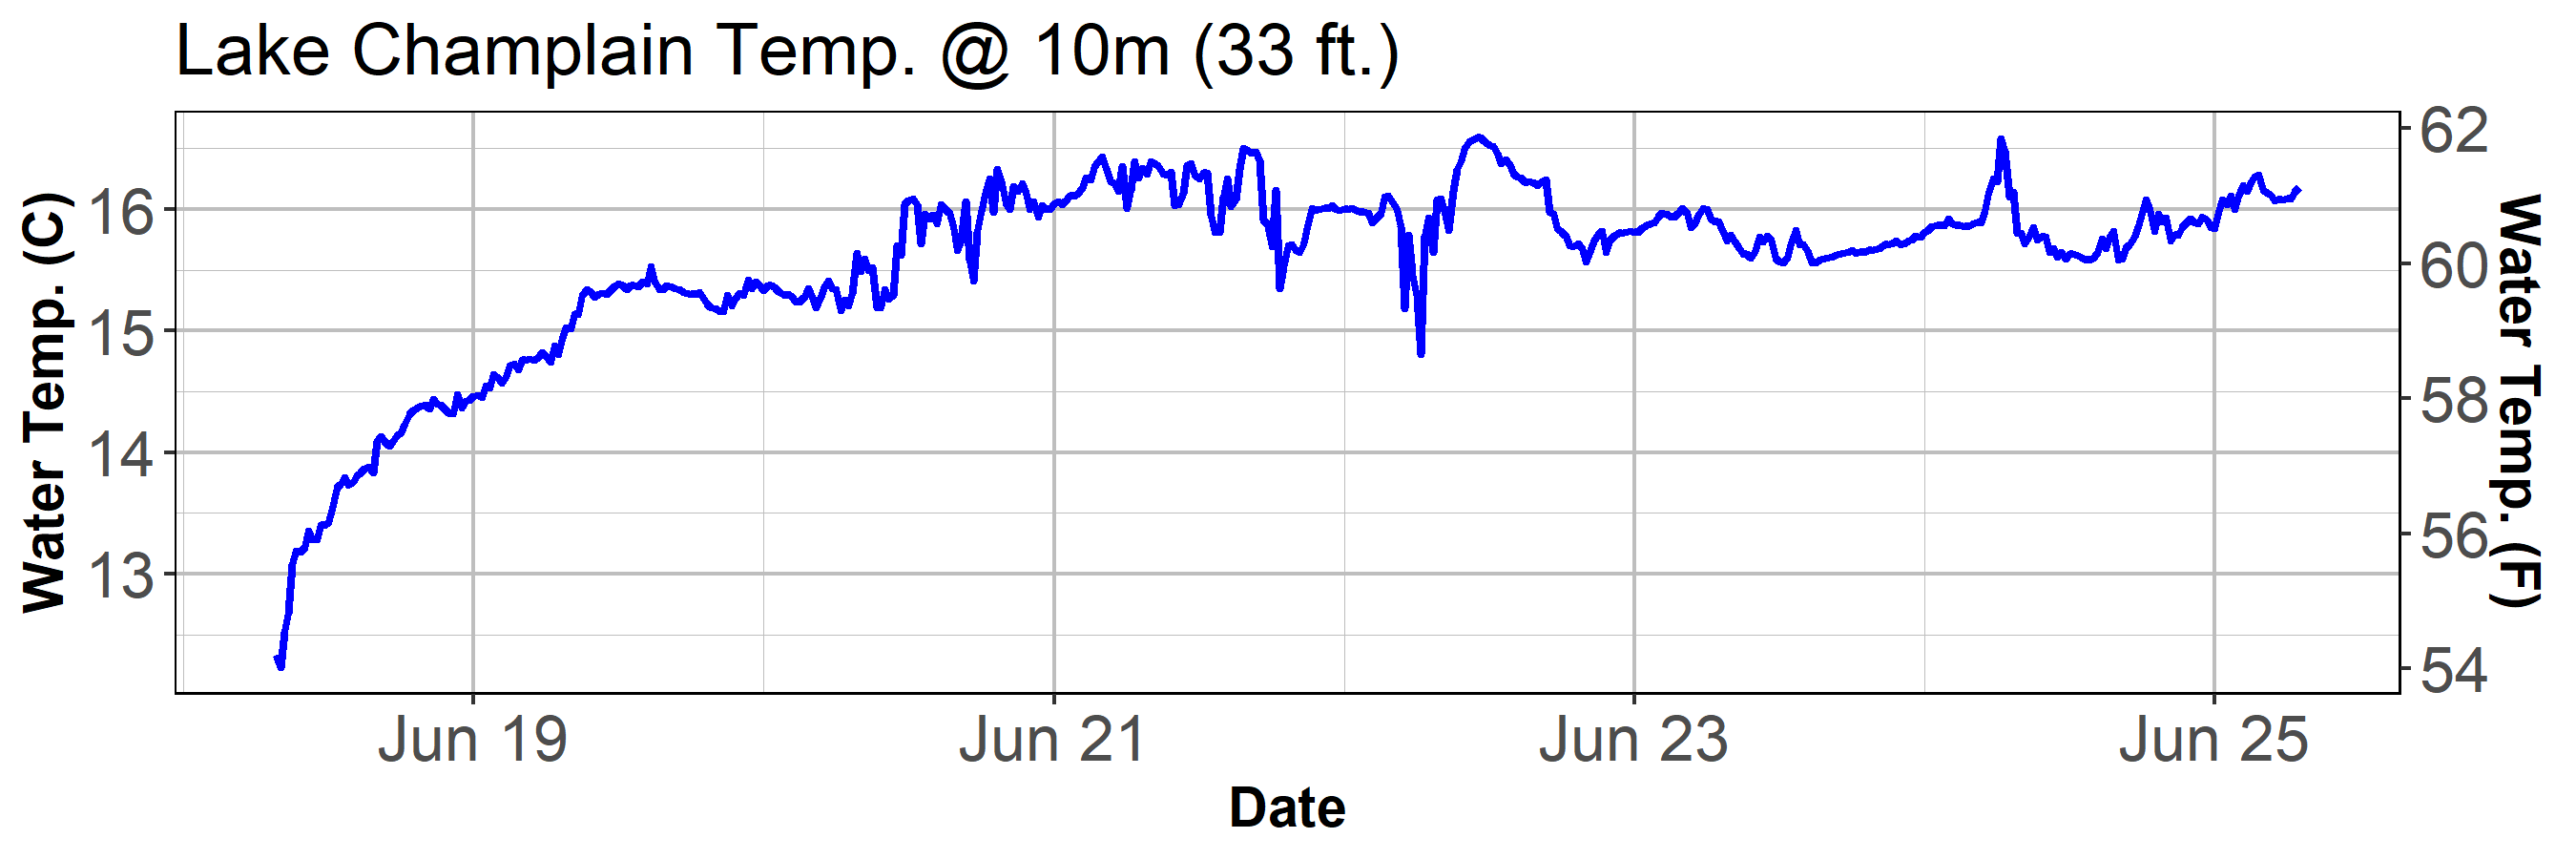 Lake Champlain Temp. @ 10m (33 ft.)
Water Temp. (C)
16
15
14
13
62
60
58
56
54
Water Temp. (F)
Jun 19
Jun 21
Jun 23
Jun 25
Date